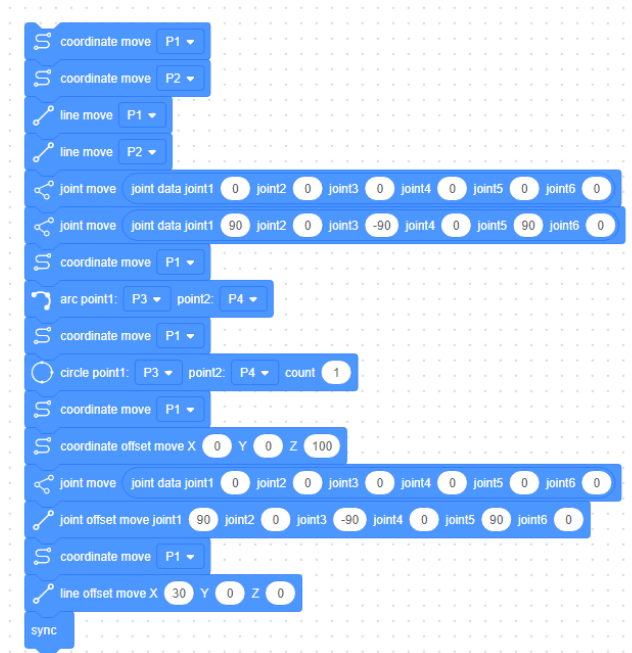 coordinate move P1
coordinate move P2
line move P1
line move P2
joint move joint data joint1 0 joint2 0 joint3 0 joint4 0 joint5 0 joint6 0
joint move joint data joint1 90 joint2 0 joint3 -90 joint4 0 joint5 90 joint6 0
coordinate move P1
arc point1: P3 point2: P4
coordinate move P1
circle point1: P3 point2: P4 count 1
coordinate move P1
coordinate offset move X 0 Y 0 Z 100
joint move joint data joint1 0 joint2 0 joint3 0 joint4 0 joint5 0 joint6 0
joint offset move joint1 90 joint2 0 joint3 -90 joint4 0 joint5 90 joint6 0
coordinate move P1
line offset move X 30 Y 0 Z 0
sync